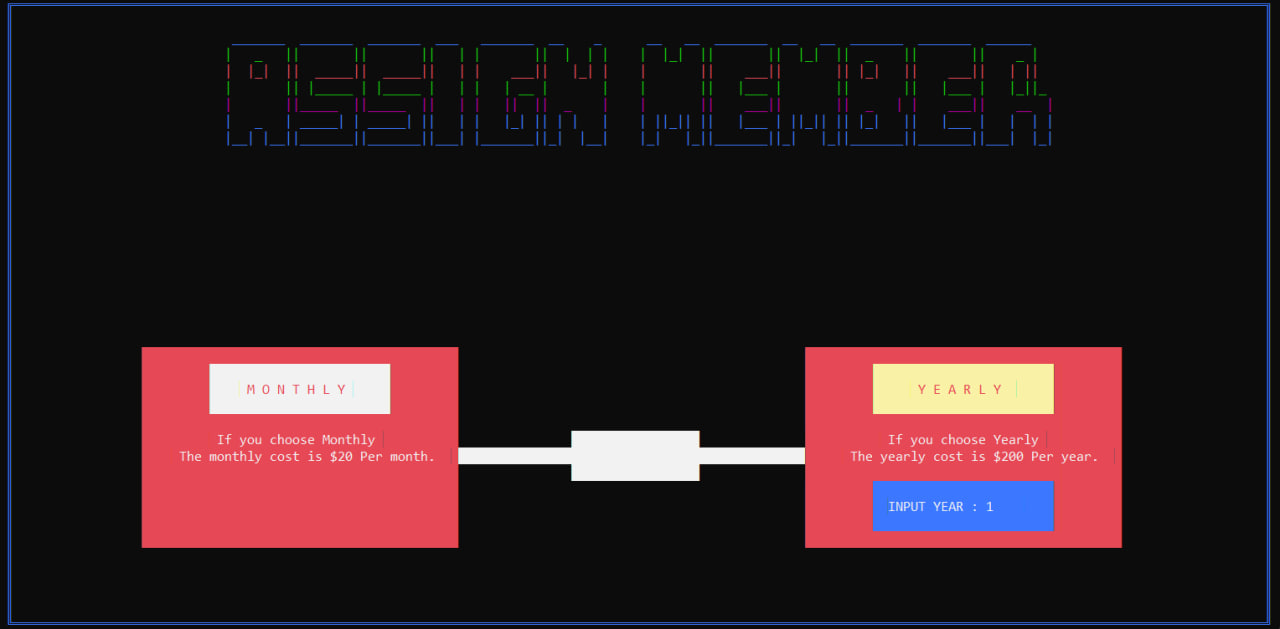 ASSIGN MEMBER
MONTHLY
If you choose Monthly
The monthly cost is $20 Per month.
YEARLY
If you choose Yearly
The yearly cost is $200 Per year.
INPUT YEAR : 1